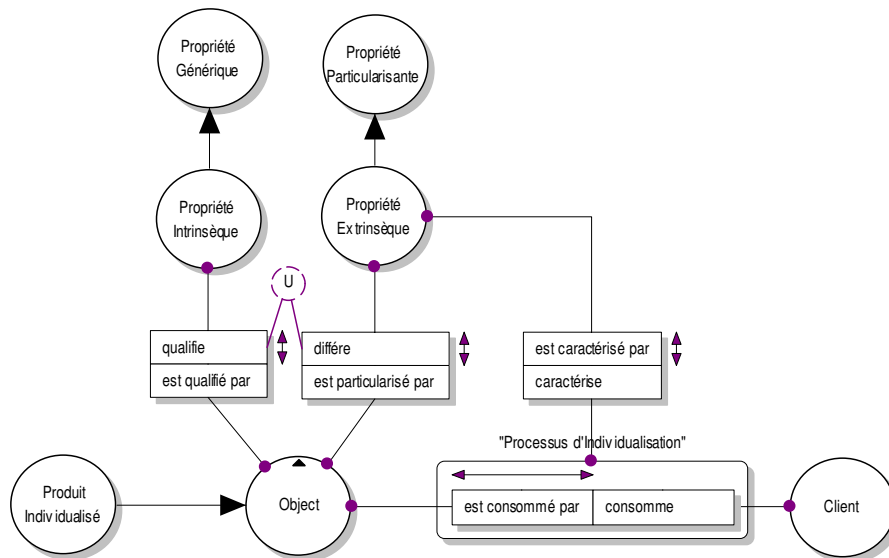 Propriété
Générique
Propriété
Particularisante
Propriété
Intrinsèque
Propriété
Extrinsèque
U
qualifie
est qualifié par
différe
est particularisé par
est caractérisé par
caractérise
"Processus d'Individualisation"
Produit
Individualisé
Object
est consommé par
consomme
Client